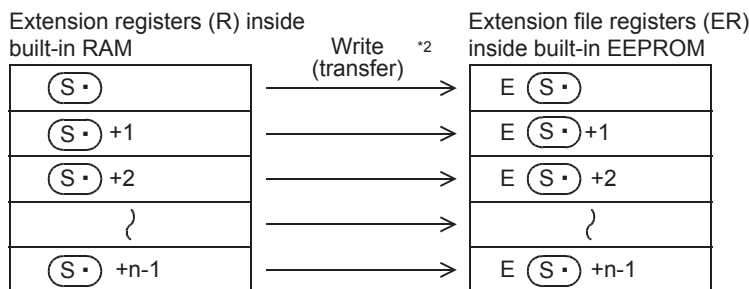 Extension registers (R) inside
built-in RAM
Write *2
(transfer)
Extension file registers (ER)
inside built-in EEPROM
S・
E S・
S・ +1
E S・ +1
S・ +2
E S・ +2
S・ +n-1
E S・ +n-1